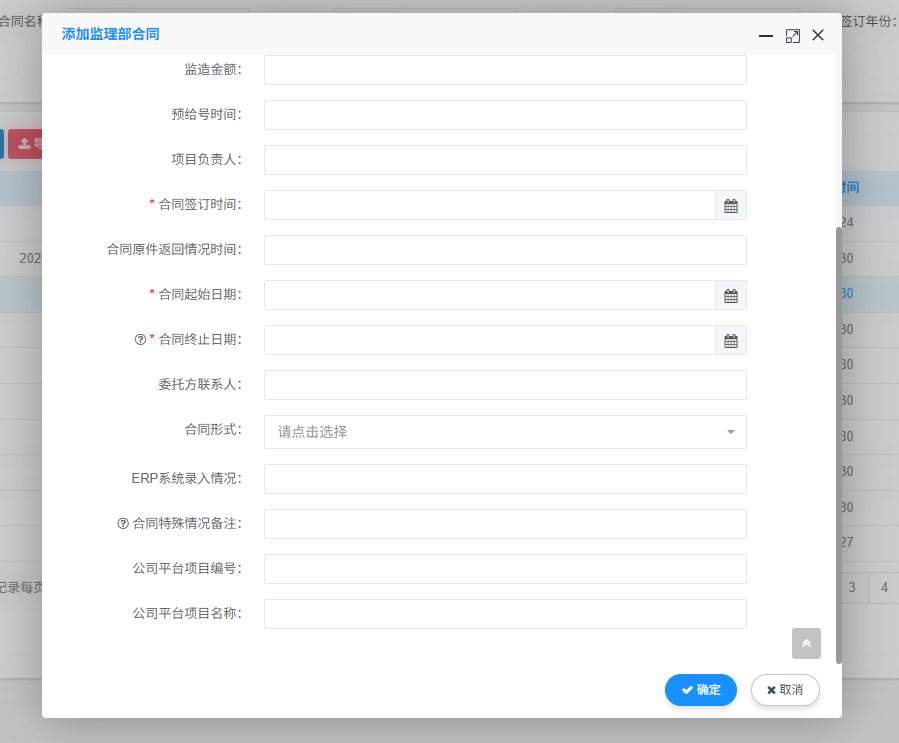 合同名称
签订年份：
添加监理部合同
监造金额：
预给号时间：
导
项目负责人：
时间
* 合同签订时间：
24
合同原件返回情况时间：
202
30
* 合同起始日期：
30
* 合同终止日期：
30
30
委托方联系人：
30
合同形式：
请点击选择
30
ERP系统录入情况：
30
30
合同特殊情况备注：
27
公司平台项目编号：
记录每页
3
4
公司平台项目名称：
确定
取消